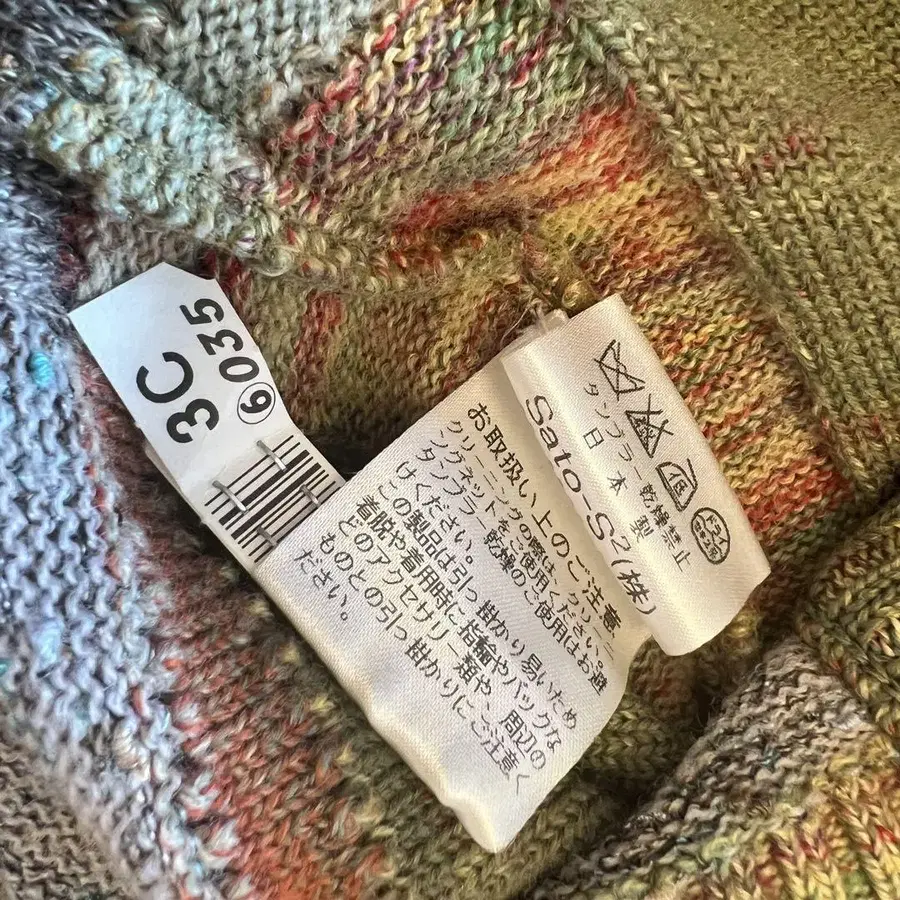 3C
⑥035
タンブラー乾燥禁止
日本製
Sato-S2(株)
お取扱い上のご注意
クリーニングの際は、クリーニ
ングネットをご使用ください。
タンブラー乾燥のご使用はお避
けください。
この製品は引っ掛かり易いため
着脱や着用時に指輪やバックな
どのアクセサリー類や、周辺の
ものとの引っ掛かりにご注意く
ださい。